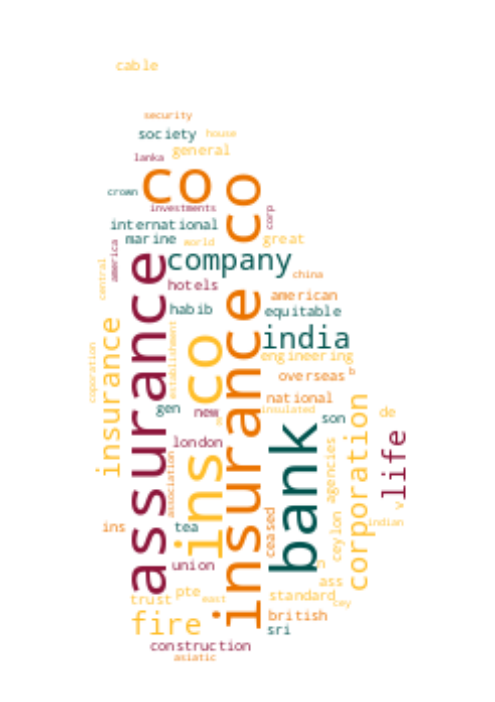 cable
security
society
house
lanka
general
co
co
crown
investments
corp
international
marine
world
great
america
assurance
company
china
central
hotels
insurance
american
habib
equitable
india
establishment
ins co
engineering
insurance
coporation
overseas
b
national
gen
new
insulated
son
de
corporation
bank
london
life
agencies
association
v
ins
tea
ceased
ceylon
indian
union
n
ass
pte
standard
trust
east
cey
fire
british
sri
construction
asiatic